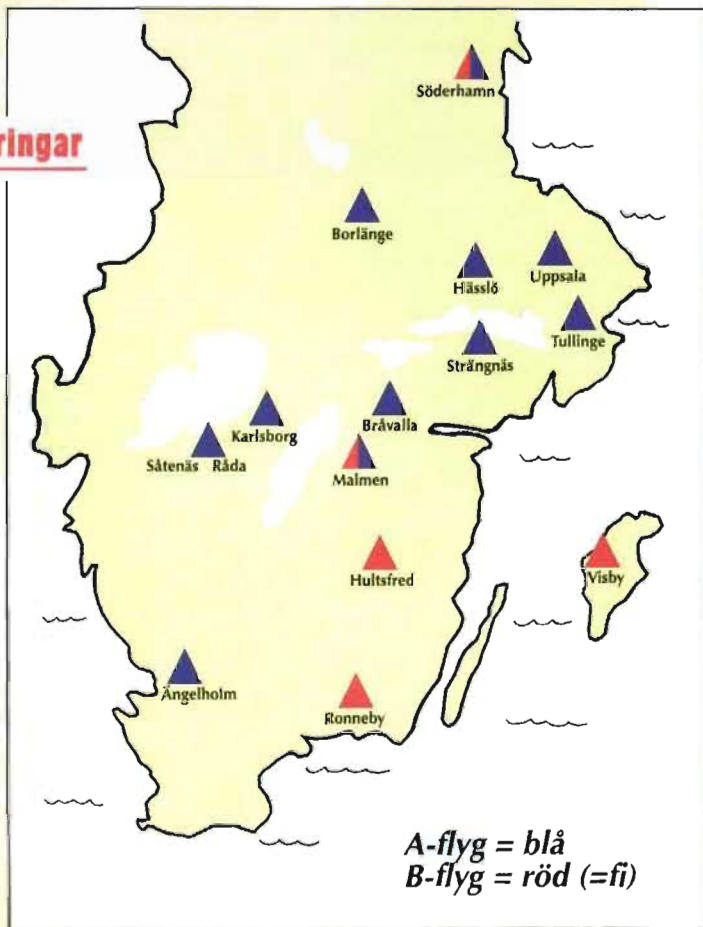 Söderhamn
ringar
Borlänge
Hässlö
Uppsala
Tullinge
Strängnäs
Bråvalla
Karlsborg
Såtenäs Råda
Malmen
Hultsfred
Visby
Ängelholm
Ronneby
A-flyg = blå
B-flyg = röd (=fi)